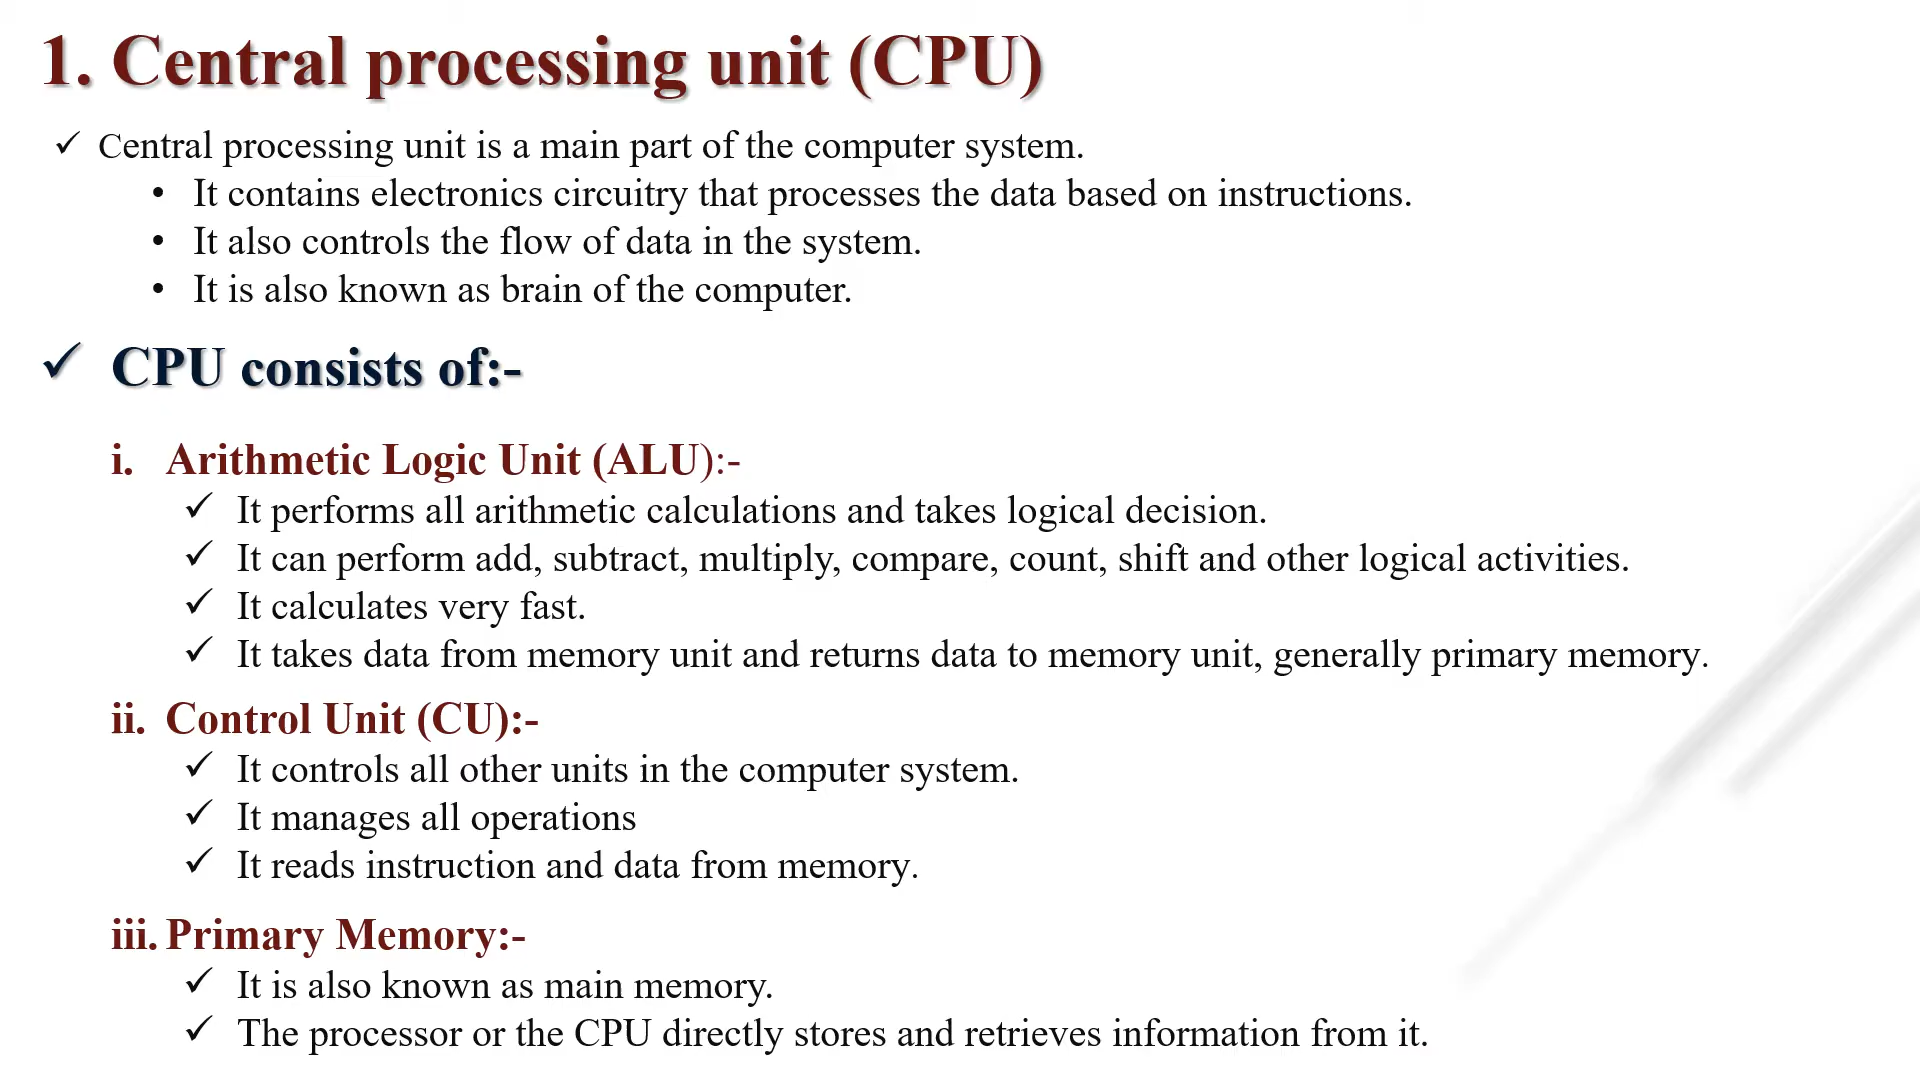 1. Central processing unit (CPU)
✓ Central processing unit is a main part of the computer system.
• It contains electronics circuitry that processes the data based on instructions.
• It also controls the flow of data in the system.
• It is also known as brain of the computer.
✓ CPU consists of:-
i. Arithmetic Logic Unit (ALU):-
✓ It performs all arithmetic calculations and takes logical decision.
✓ It can perform add, subtract, multiply, compare, count, shift and other logical activities.
✓ It calculates very fast.
✓ It takes data from memory unit and returns data to memory unit, generally primary memory.
ii. Control Unit (CU):-
✓ It controls all other units in the computer system.
✓ It manages all operations
✓ It reads instruction and data from memory.
iii. Primary Memory:-
✓ It is also known as main memory.
✓ The processor or the CPU directly stores and retrieves information from it.